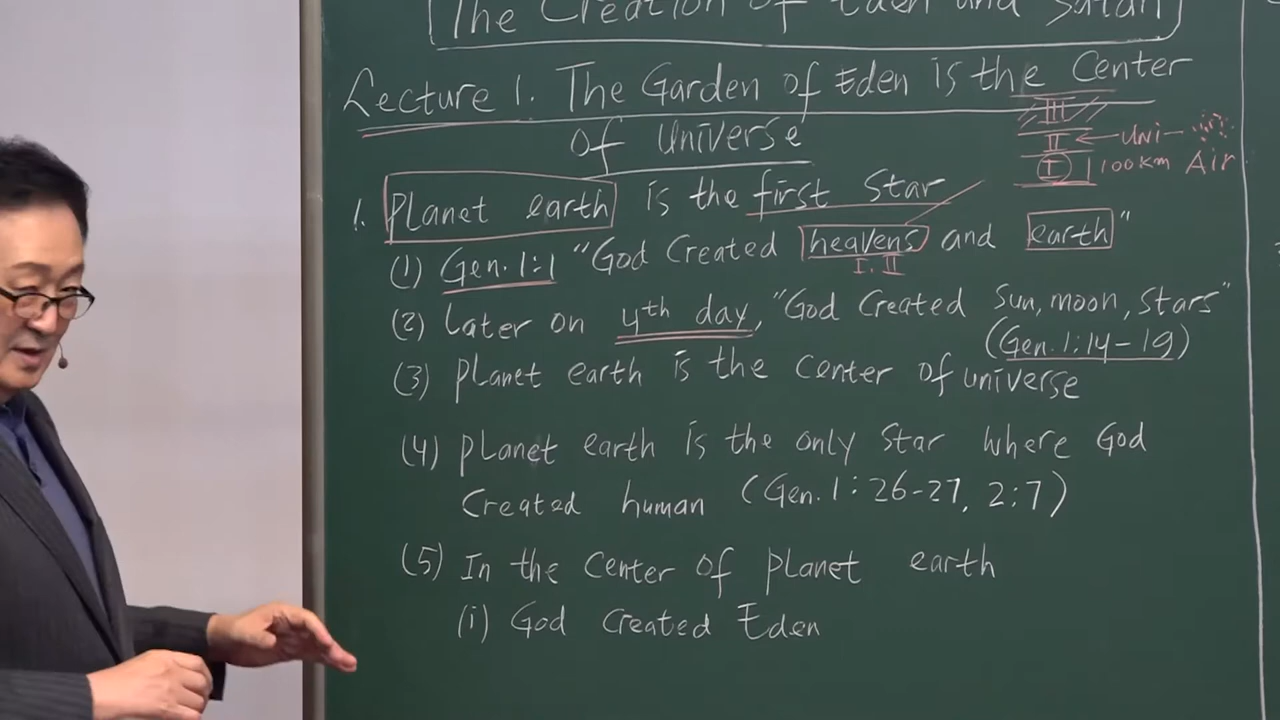 The Creation of Eden and Satan
Lecture 1. The Garden of Eden is the Center
of Universe
III
II ← UNI
I 100km Air
1. Planet earth is the first Star
(1) Gen. 1:1 "God Created heavens and earth"
I. II
(2) Later on 4th day, "God Created Sun, moon, Stars"
(Gen. 1:14-19)
(3) planet earth is the Center of universe
(4) planet earth is the only Star where God
Created human (Gen. 1:26-27, 2:7)
(5) In the Center of planet earth
(i) God Created Eden